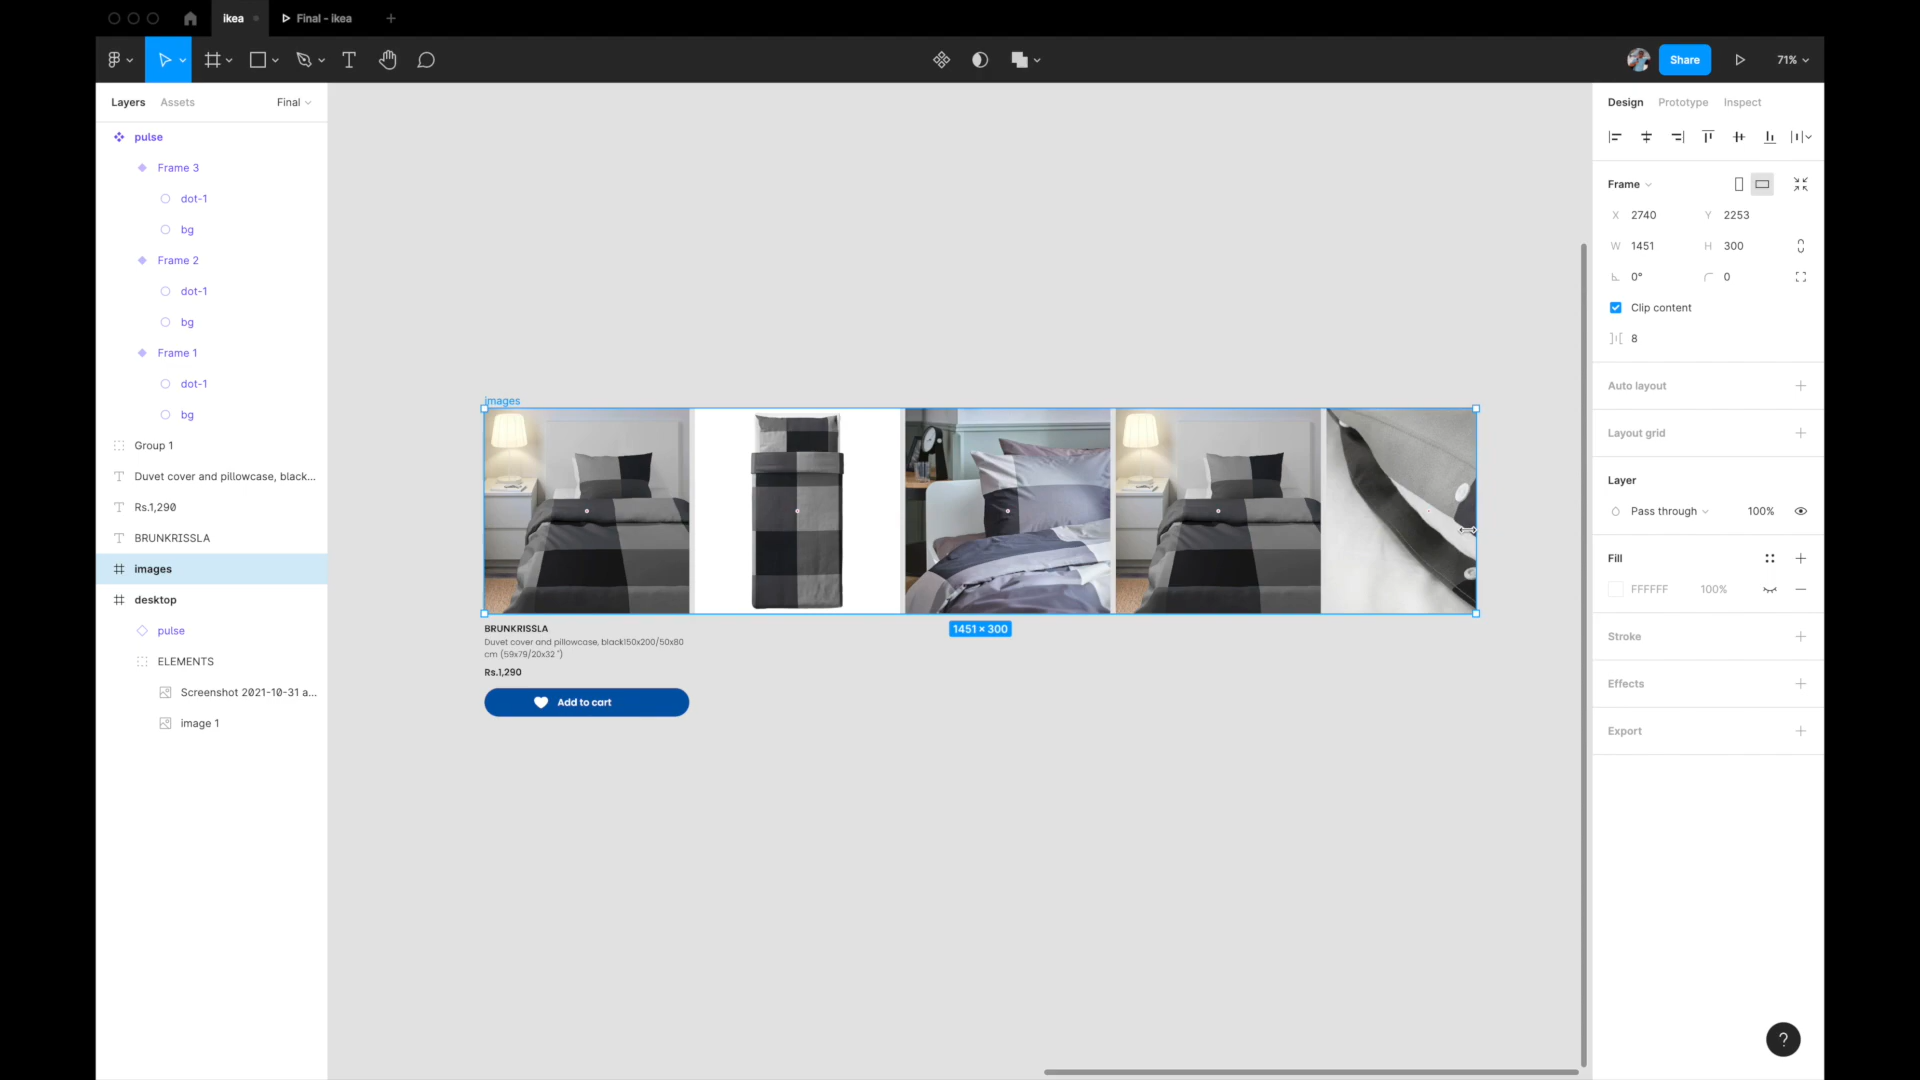 ikea
Final – ikea
Share
71%
Layers
Assets
Final
pulse
Frame 3
dot-1
bg
Frame 2
dot-1
bg
Frame 1
dot-1
bg
Group 1
Duvet cover and pillowcase, black...
Rs.1,290
BRUNKRISSLA
images
desktop
pulse
ELEMENTS
Screenshot 2021-10-31 a...
image 1
images
1451 × 300
BRUNKRISSLA
Duvet cover and pillowcase, black150x200/50x80
cm (59x79/20x32 ")
Rs.1,290
Add to cart
Design
Prototype
Inspect
Frame
X 2740
Y 2253
W 1451
H 300
0°
0
Clip content
8
Auto layout
Layout grid
Layer
Pass through
100%
Fill
FFFFFF
100%
Stroke
Effects
Export
?